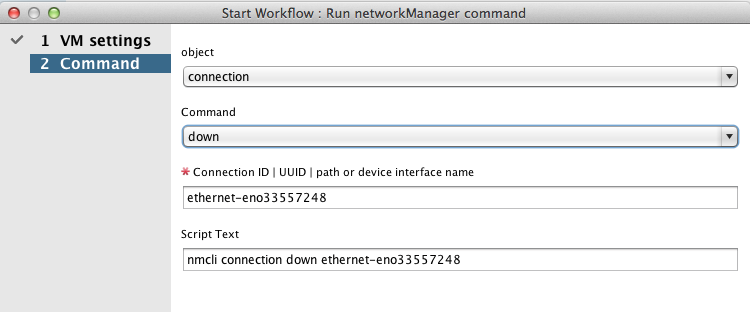 Start Workflow : Run networkManager command
1 VM settings
2 Command
object
connection
Command
down
* Connection ID | UUID | path or device interface name
ethernet-eno33557248
Script Text
nmcli connection down ethernet-eno33557248